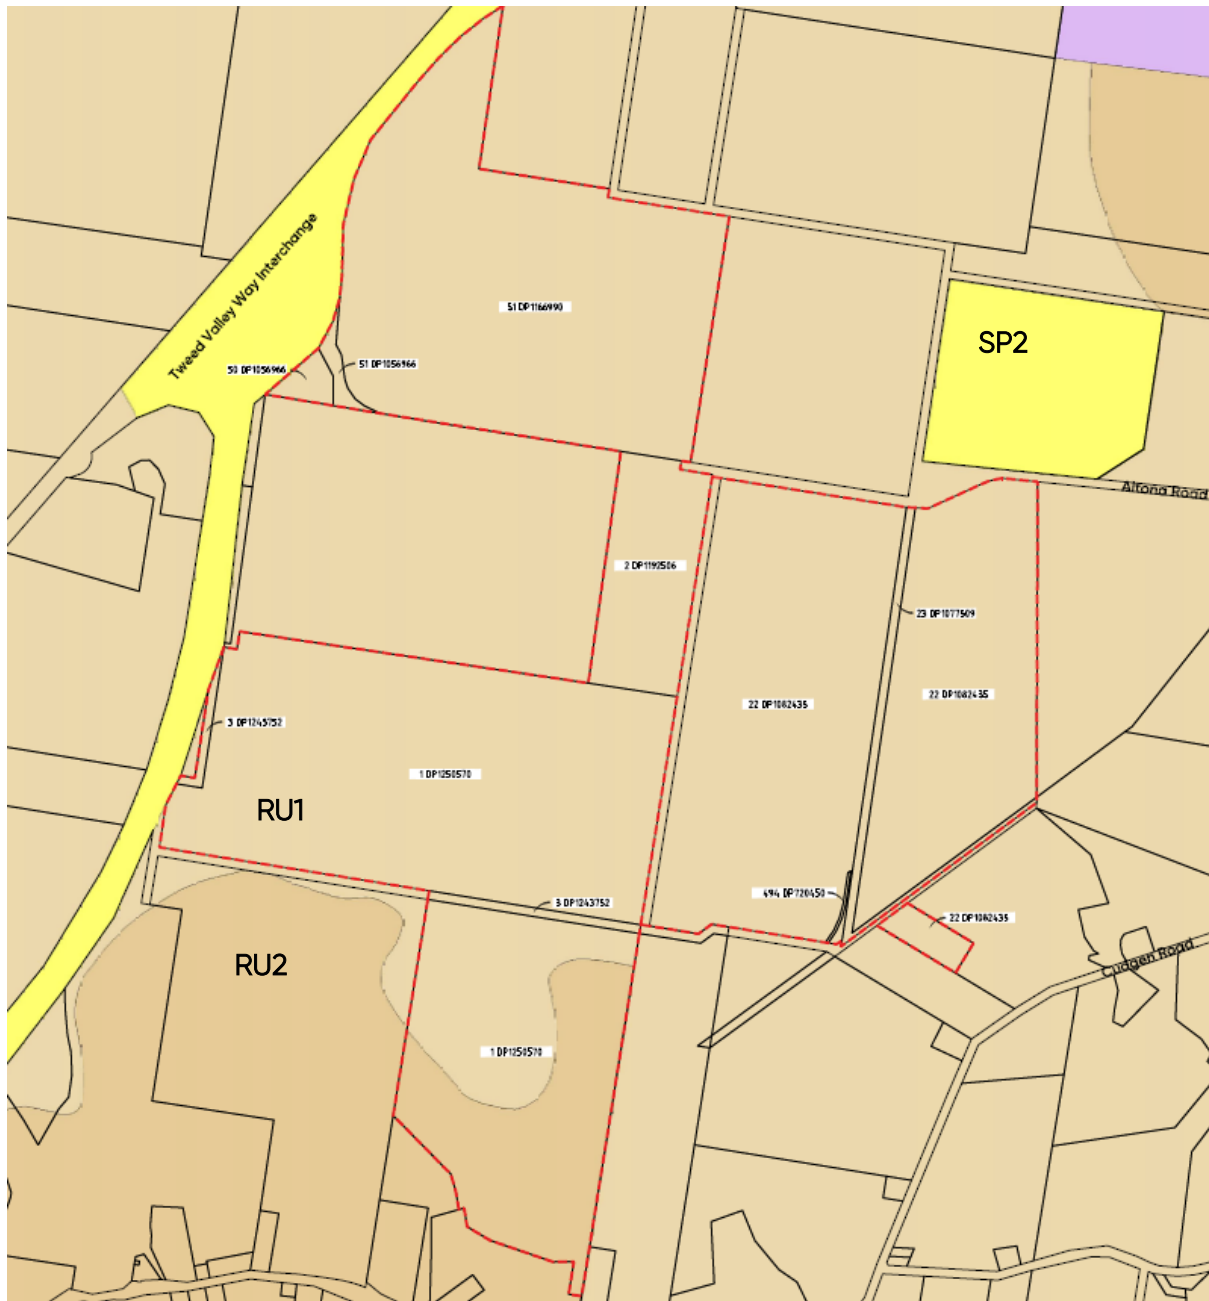 Tweed Valley Way Interchange
51 DP1166990
SP2
50 DP1056966
51 DP1056966
Altona Road
2 DP1192506
23 DP1077509
22 DP1082435
22 DP1082435
3 DP1243752
1 DP1250570
RU1
494 DP720450
3 DP1243752
22 DP1082435
Cudgen Road
RU2
1 DP1250570